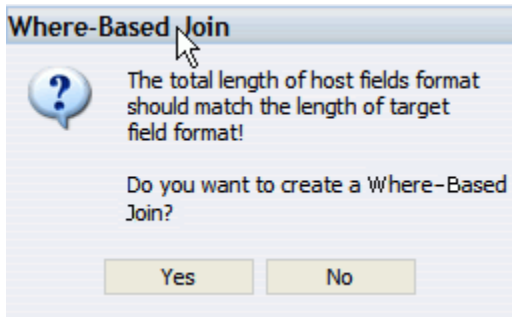 Where-Based Join
The total length of host fields format
should match the length of target
field format!
Do you want to create a Where-Based
Join?
Yes
No